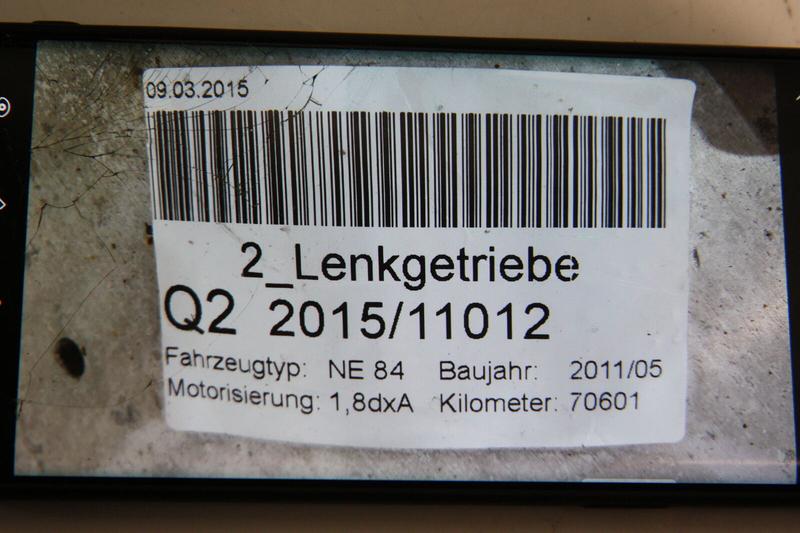 09.03.2015
2_Lenkgetriebe
Q2 2015/11012
Fahrzeugtyp: NE 84 Baujahr: 2011/05
Motorisierung: 1,8dxA Kilometer: 70601